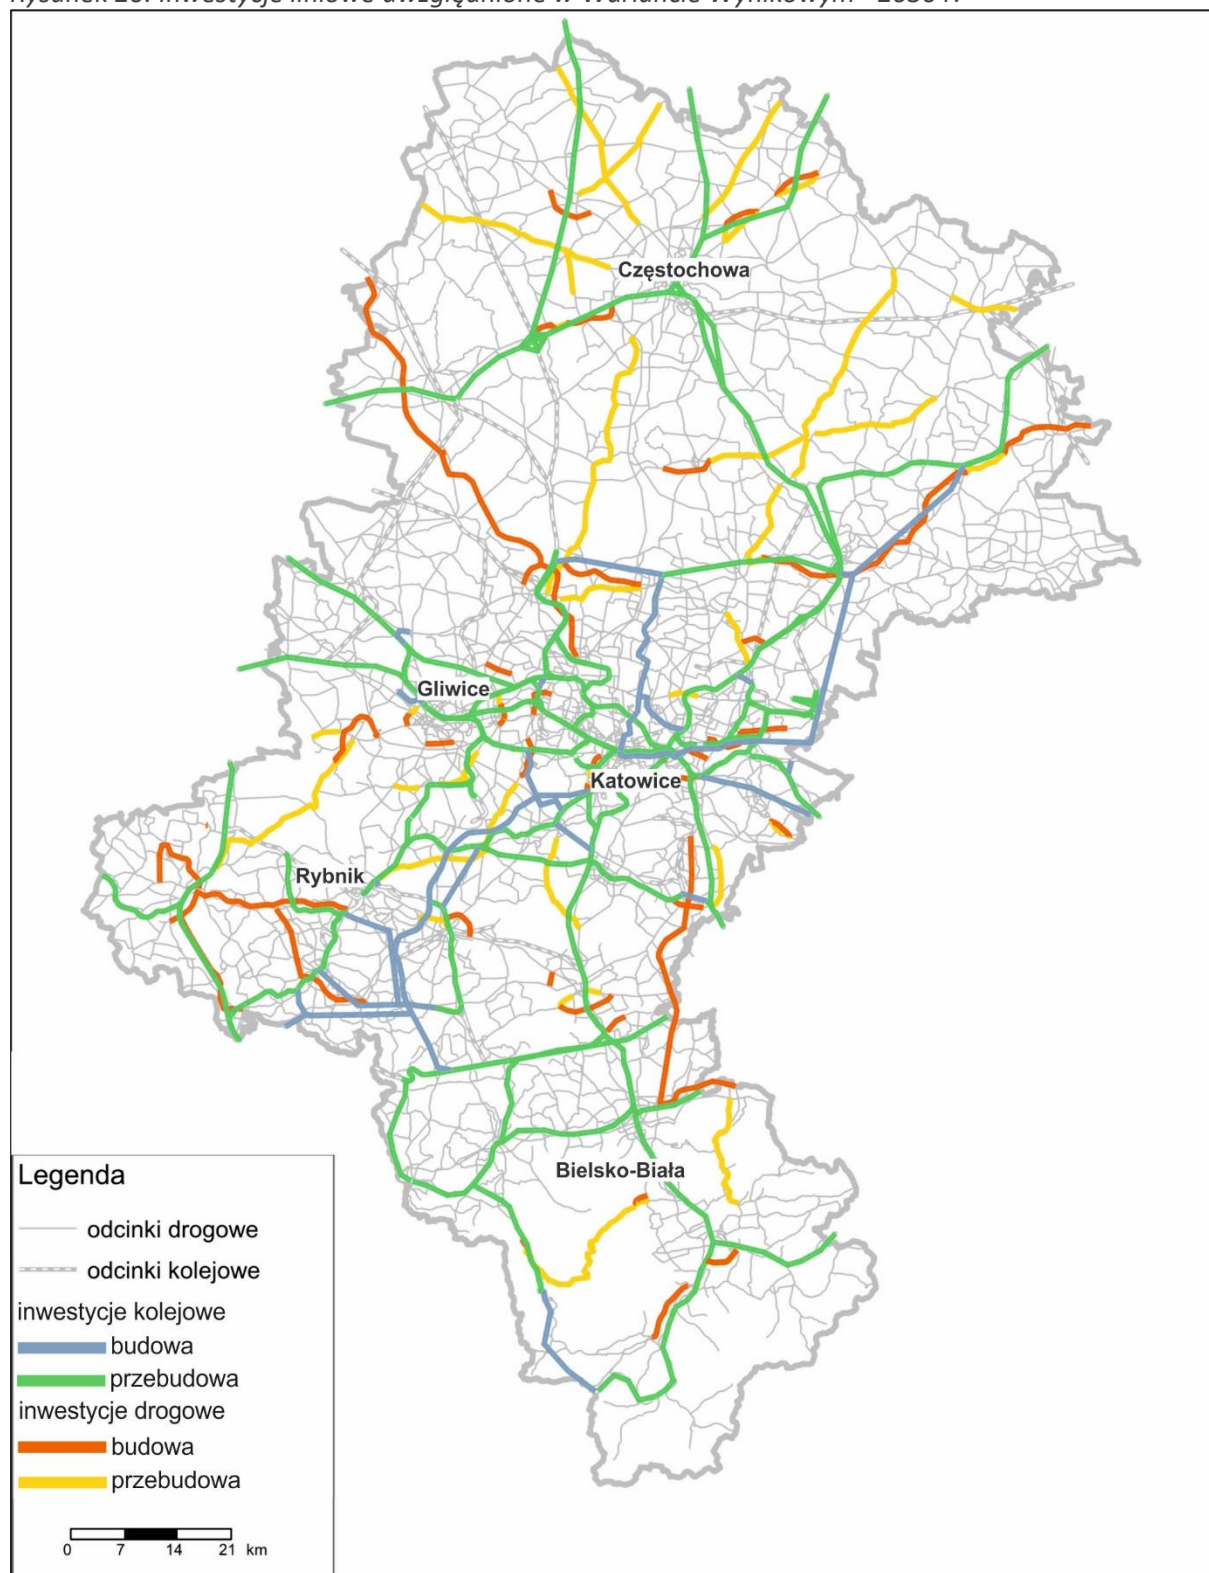 Częstochowa
Gliwice
Katowice
Rybnik
Bielsko-Biała
Legenda
odcinki drogowe
odcinki kolejowe
inwestycje kolejowe
budowa
przebudowa
inwestycje drogowe
budowa
przebudowa
0 7 14 21 km